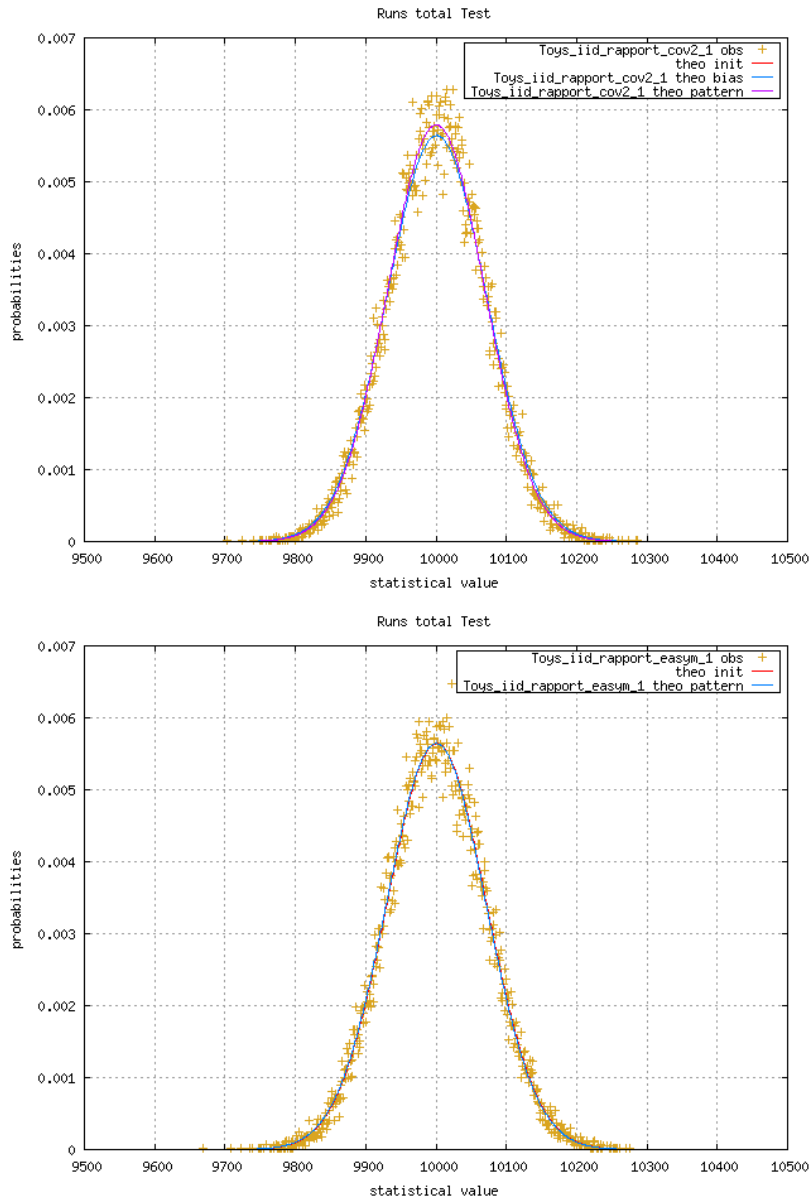 Runs total Test
0.007
0.006
0.005
0.004
0.003
0.002
0.001
0
probabilities
Toys_iid_rapport_cov2_1 obs
theo init
Toys_iid_rapport_cov2_1 theo bias
Toys_iid_rapport_cov2_1 theo pattern
9500 9600 9700 9800 9900 10000 10100 10200 10300 10400 10500
statistical value
Runs total Test
0.007
0.006
0.005
0.004
0.003
0.002
0.001
0
probabilities
Toys_iid_rapport_easym_1 obs
theo init
Toys_iid_rapport_easym_1 theo pattern
9500 9600 9700 9800 9900 10000 10100 10200 10300 10400 10500
statistical value